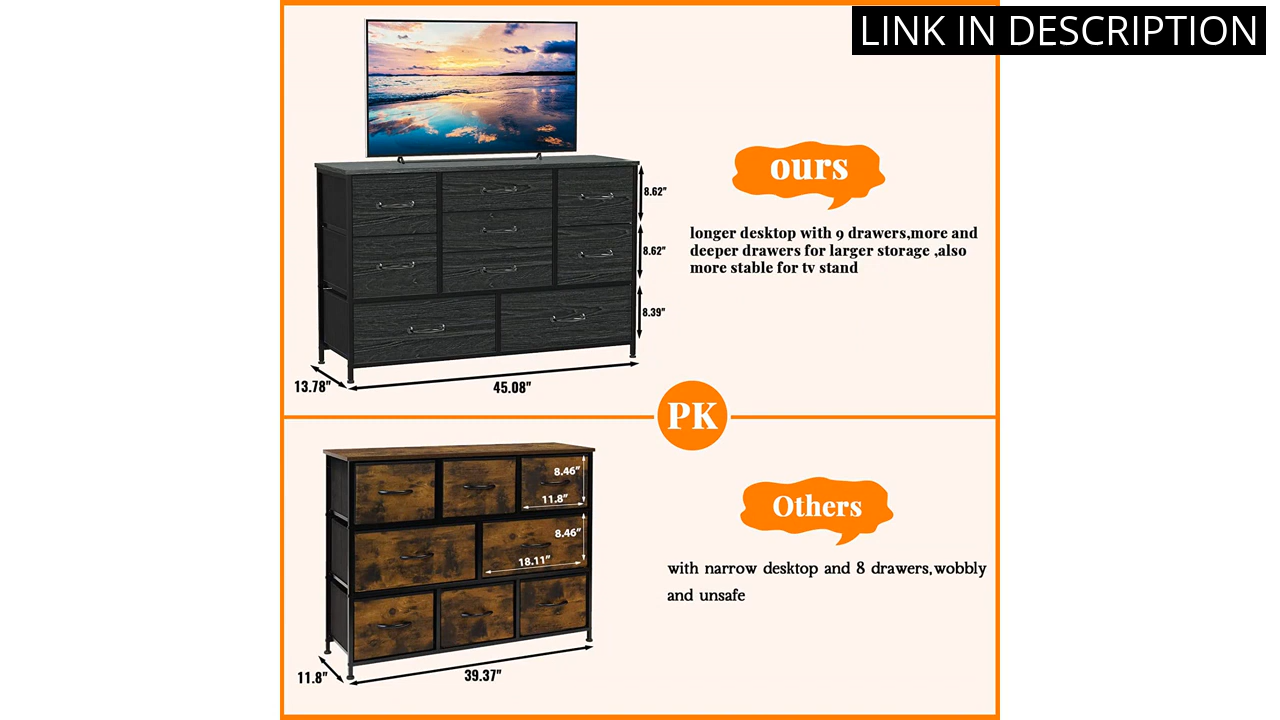 LINK IN DESCRIPTION
ours
longer desktop with 9 drawers,more and
deeper drawers for larger storage ,also
more stable for tv stand
8.62"
8.62"
8.39"
13.78"
45.08"
PK
Others
with narrow desktop and 8 drawers,wobbly
and unsafe
8.46"
11.8"
8.46"
18.11"
11.8"
39.37"